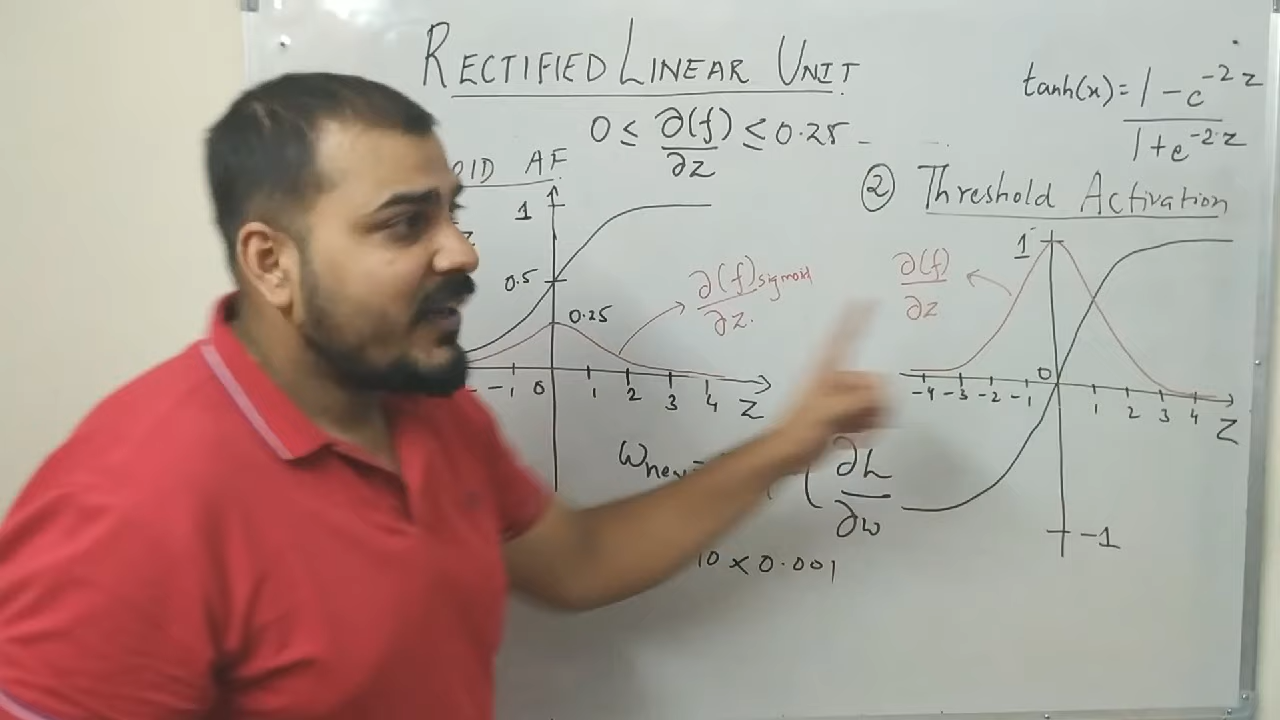 RECTIFIED LINEAR UNIT
0 ≤ ∂(f)/∂z ≤ 0.25
tanh(x) = 1 - e^-2z / 1 + e^-2z
OID AF
② Threshold Activation
1
0.5
0.25
∂(f)sigmoid/∂z.
-1 0 1 2 3 4 Z
1
∂(f)/∂z
0
-4 -3 -2 -1 1 2 3 4 Z
-1
ω_new =
( ∂L/∂w
10 × 0.001